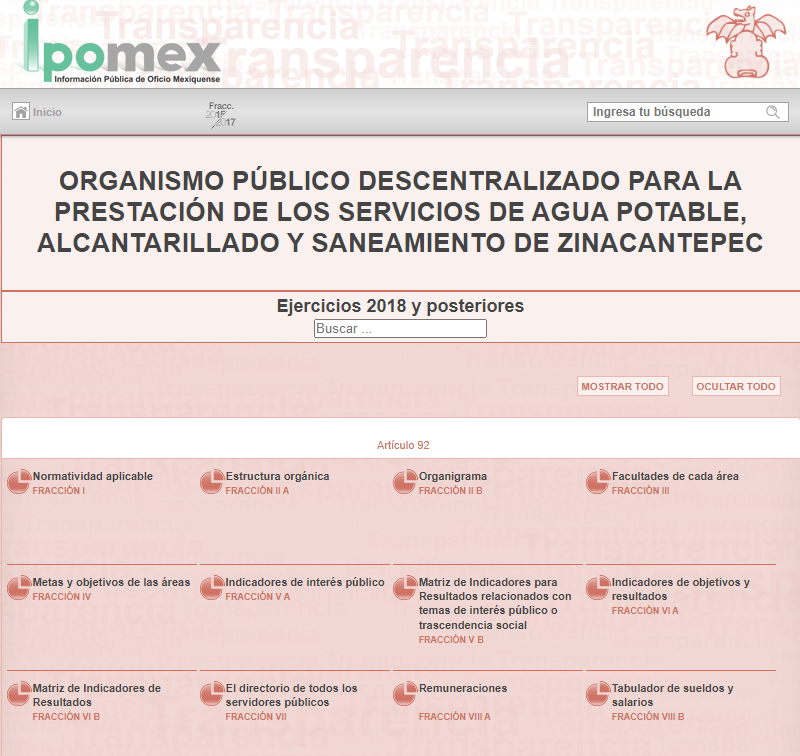 ipomex
Información Pública de Oficio Mexiquense
Transparencia
Transparencia
Transparencia
Inicio
Fracc.
2018
2017
Ingresa tu búsqueda
ORGANISMO PÚBLICO DESCENTRALIZADO PARA LA
PRESTACIÓN DE LOS SERVICIOS DE AGUA POTABLE,
ALCANTARILLADO Y SANEAMIENTO DE ZINACANTEPEC
Ejercicios 2018 y posteriores
Buscar ...
MOSTRAR TODO OCULTAR TODO
Artículo 92
Normatividad aplicable
FRACCIÓN I
Estructura orgánica
FRACCIÓN II A
Organigrama
FRACCIÓN II B
Facultades de cada área
FRACCIÓN III
Metas y objetivos de las áreas
FRACCIÓN IV
Indicadores de interés público
FRACCIÓN V A
Matriz de Indicadores para
Resultados relacionados con
temas de interés público o
trascendencia social
FRACCIÓN V B
Indicadores de objetivos y
resultados
FRACCIÓN VI A
Matriz de Indicadores de
Resultados
FRACCIÓN VI B
El directorio de todos los
servidores públicos
FRACCIÓN VII
Remuneraciones
FRACCIÓN VIII A
Tabulador de sueldos y
salarios
FRACCIÓN VIII B